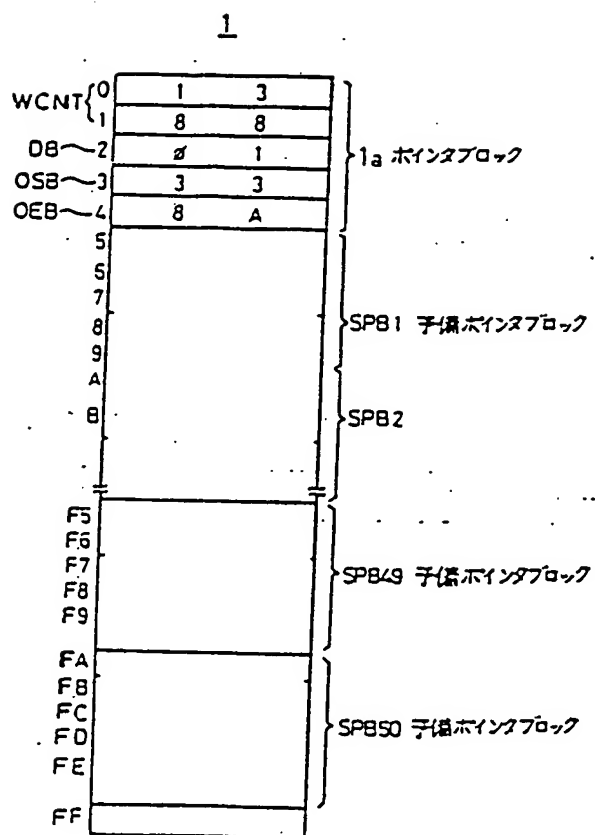 1
WCNT{ 0 1 3
1 8 8
DB~2 ø 1
OSB~3 3 3
OEB~4 8 A
}1a ポインタブロック
5
5
7
8
9
}SPB1 予備ポインタブロック
A
B
}SPB2
F5
F6
F7
F8
F9
}SPB49 予備ポインタブロック
FA
FB
FC
FD
FE
}SPB50 予備ポインタブロック
FF